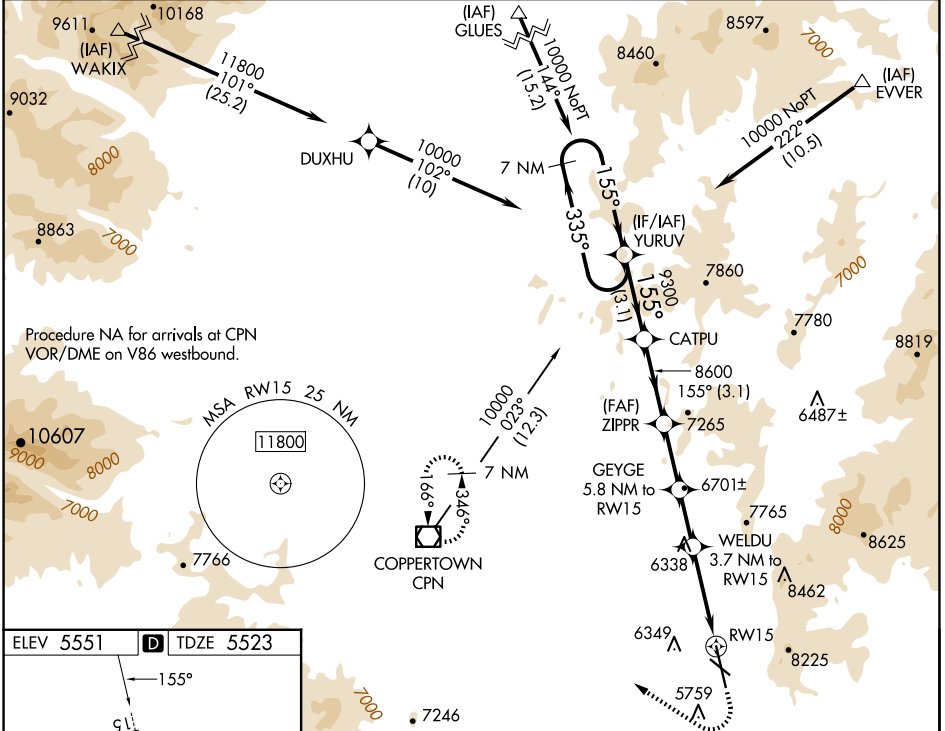 9611
10168
(IAF)
WAKIX
11800
101°
(25.2)
(IAF)
GLUES
10000 NoPT
144°
(15.2)
8460
8597
7000
(IAF)
EVVER
10000 NoPT
222°
(10.5)
9032
8000
DUXHU
10000
102°
(10)
7 NM
155°
335°
(IF/IAF)
YURUV
8863
7000
9300
155°
(3.1)
7860
7000
Procedure NA for arrivals at CPN
VOR/DME on V86 westbound.
CATPU
7780
8819
8600
155° (3.1)
MSA RW15 25 NM
11800
10000
023°
(12.3)
(FAF)
ZIPPR
7265
6487±
10607
9000
8000
7000
7 NM
166°
346°
GEYGE
5.8 NM to
RW15
6701±
7765
8000
8625
COPPERTOWN
CPN
7766
6338
WELDU
3.7 NM to
RW15
8462
ELEV 5551
D
TDZE 5523
6349
RW15
8225
155°
15
7000
7246
5759